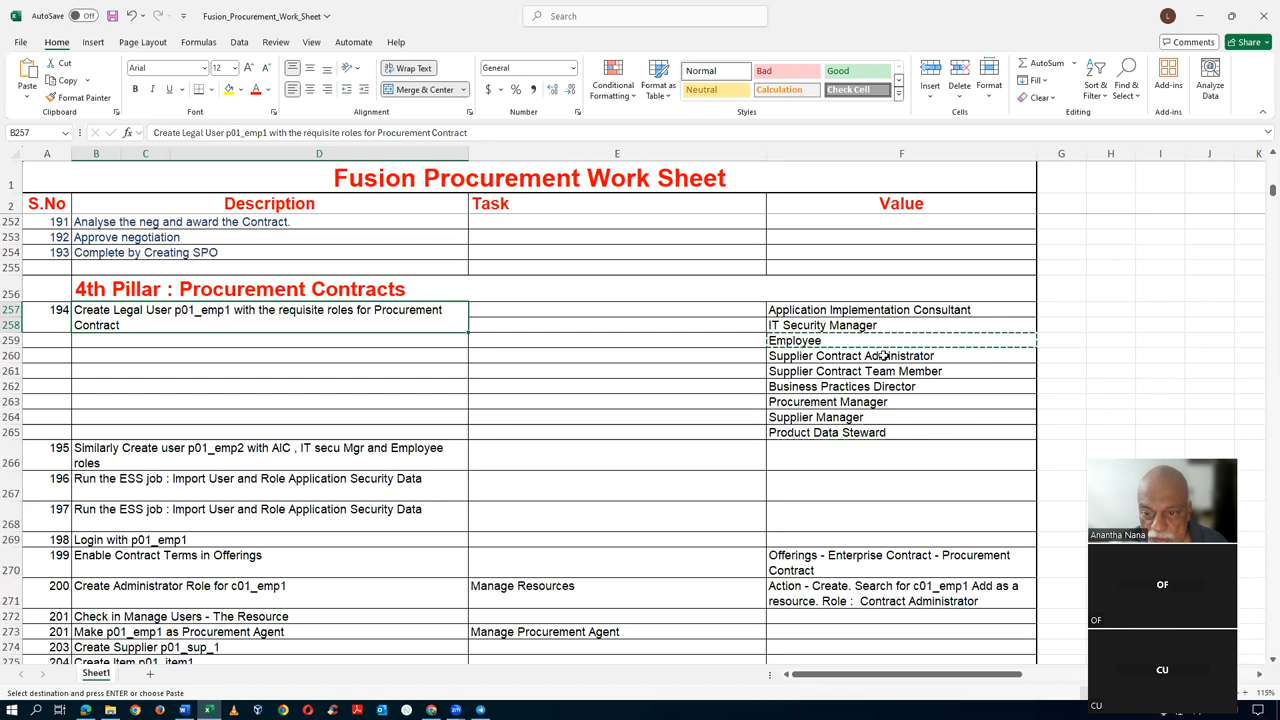 AutoSave Off Fusion_Procurement_Work_Sheet Search L
File Home Insert Page Layout Formulas Data Review View Automate Help Comments Share
Paste Cut Copy Format Painter Clipboard
Arial 12 B I U Font
Wrap Text Merge & Center Alignment
General $ % Number
Conditional Formatting Format as Table Normal Bad Good Neutral Calculation Check Cell Styles
Insert Delete Format Cells
AutoSum Fill Clear Sort & Filter Find & Select Editing
Add-ins Add-ins
Analyze Data
B257 fx Create Legal User p01_emp1 with the requisite roles for Procurement Contract
A B C D E F G H I J K
1 Fusion Procurement Work Sheet
2 S.No Description Task Value
252 191 Analyse the neg and award the Contract.
253 192 Approve negotiation
254 193 Complete by Creating SPO
255
256 4th Pillar : Procurement Contracts
257 194 Create Legal User p01_emp1 with the requisite roles for Procurement Application Implementation Consultant
258 Contract IT Security Manager
259 Employee
260 Supplier Contract Administrator
261 Supplier Contract Team Member
262 Business Practices Director
263 Procurement Manager
264 Supplier Manager
265 Product Data Steward
266 195 Similarly Create user p01_emp2 with AIC , IT secu Mgr and Employee
roles
267 196 Run the ESS job : Import User and Role Application Security Data
268 197 Run the ESS job : Import User and Role Application Security Data
269 198 Login with p01_emp1
270 199 Enable Contract Terms in Offerings Offerings - Enterprise Contract - Procurement
Contract
271 200 Create Administrator Role for c01_emp1 Manage Resources Action - Create. Search for c01_emp1 Add as a
resource. Role : Contract Administrator
272 201 Check in Manage Users - The Resource
273 201 Make p01_emp1 as Procurement Agent Manage Procurement Agent
274 203 Create Supplier p01_sup_1
275 204 Create Item p01_item1
Anantha Nana
OF
OF
CU
CU
Sheet1
Select destination and press ENTER or choose Paste 115%